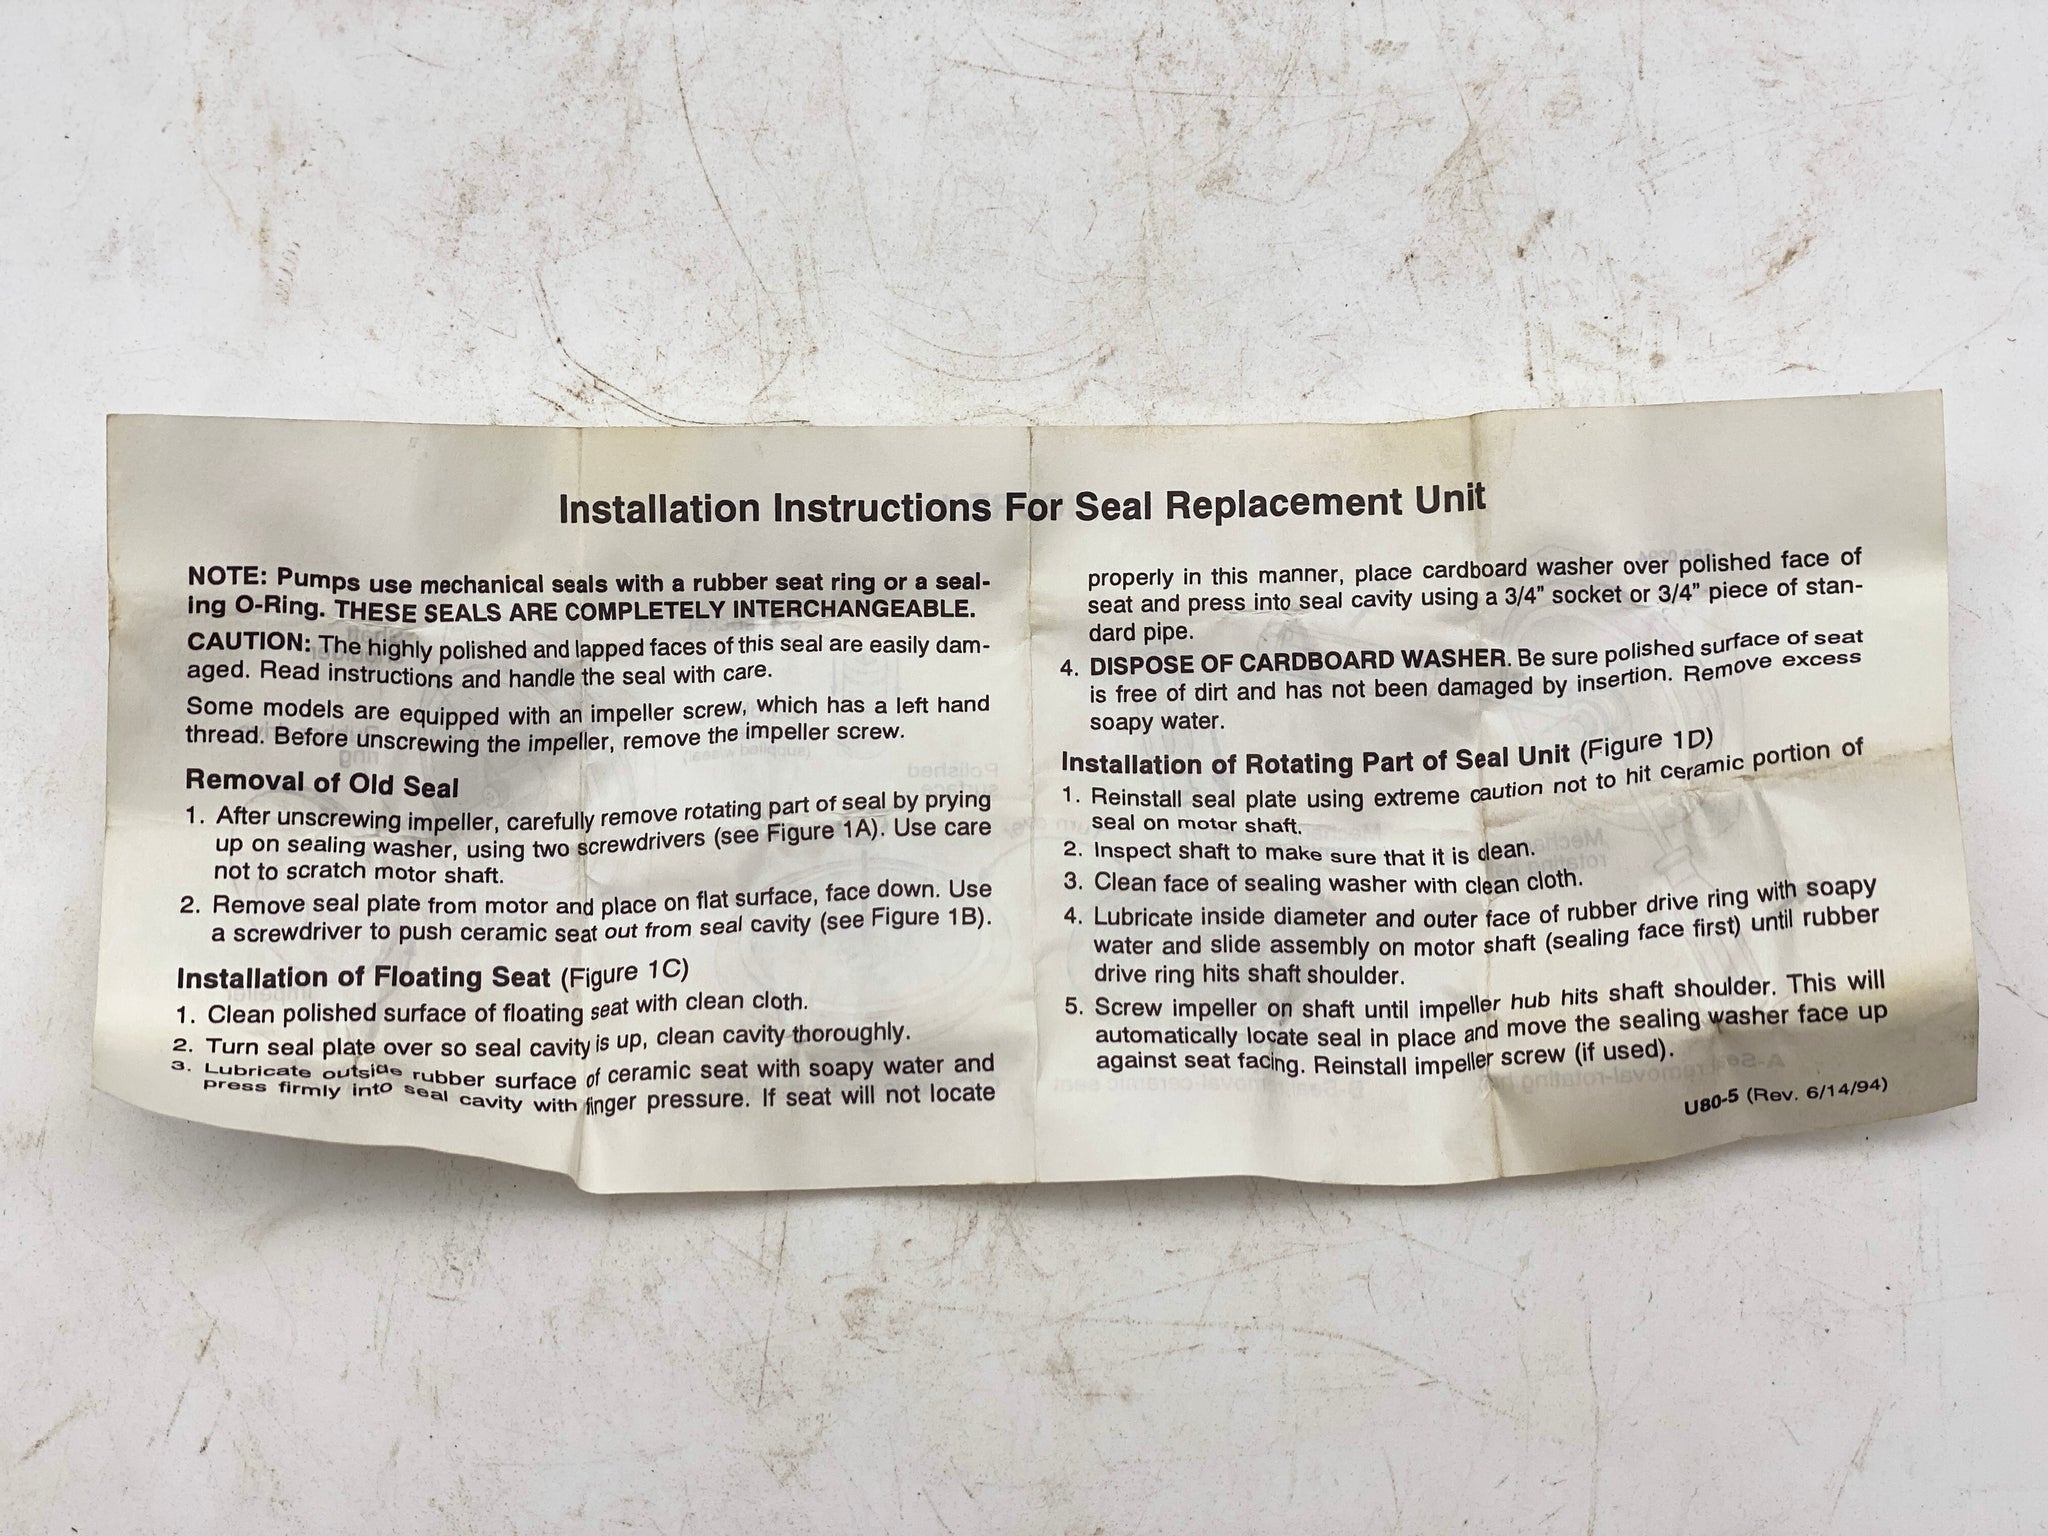 Installation Instructions For Seal Replacement Unit
NOTE: Pumps use mechanical seals with a rubber seat ring or a seal-
ing O-Ring. THESE SEALS ARE COMPLETELY INTERCHANGEABLE.
CAUTION: The highly polished and lapped faces of this seal are easily dam-
aged. Read instructions and handle the seal with care.
Some models are equipped with an impeller screw, which has a left hand
thread. Before unscrewing the impeller, remove the impeller screw.
Removal of Old Seal
1. After unscrewing impeller, carefully remove rotating part of seal by prying
up on sealing washer, using two screwdrivers (see Figure 1A). Use care
not to scratch motor shaft.
2. Remove seal plate from motor and place on flat surface, face down. Use
a screwdriver to push ceramic seat out from seal cavity (see Figure 1B).
Installation of Floating Seat (Figure 1C)
1. Clean polished surface of floating seat with clean cloth.
2. Turn seal plate over so seal cavity is up, clean cavity thoroughly.
3. Lubricate outside rubber surface of ceramic seat with soapy water and
press firmly into seal cavity with finger pressure. If seat will not locate
properly in this manner, place cardboard washer over polished face of
seat and press into seal cavity using a 3/4" socket or 3/4" piece of stan-
dard pipe.
4. DISPOSE OF CARDBOARD WASHER. Be sure polished surface of seat
is free of dirt and has not been damaged by insertion. Remove excess
soapy water.
Installation of Rotating Part of Seal Unit (Figure 1D)
1. Reinstall seal plate using extreme caution not to hit ceramic portion of
seal on motor shaft.
2. Inspect shaft to make sure that it is clean.
3. Clean face of sealing washer with clean cloth.
4. Lubricate inside diameter and outer face of rubber drive ring with soapy
water and slide assembly on motor shaft (sealing face first) until rubber
drive ring hits shaft shoulder.
5. Screw impeller on shaft until impeller hub hits shaft shoulder. This will
automatically locate seal in place and move the sealing washer face up
against seat facing. Reinstall impeller screw (if used).
U80-5 (Rev. 6/14/94)